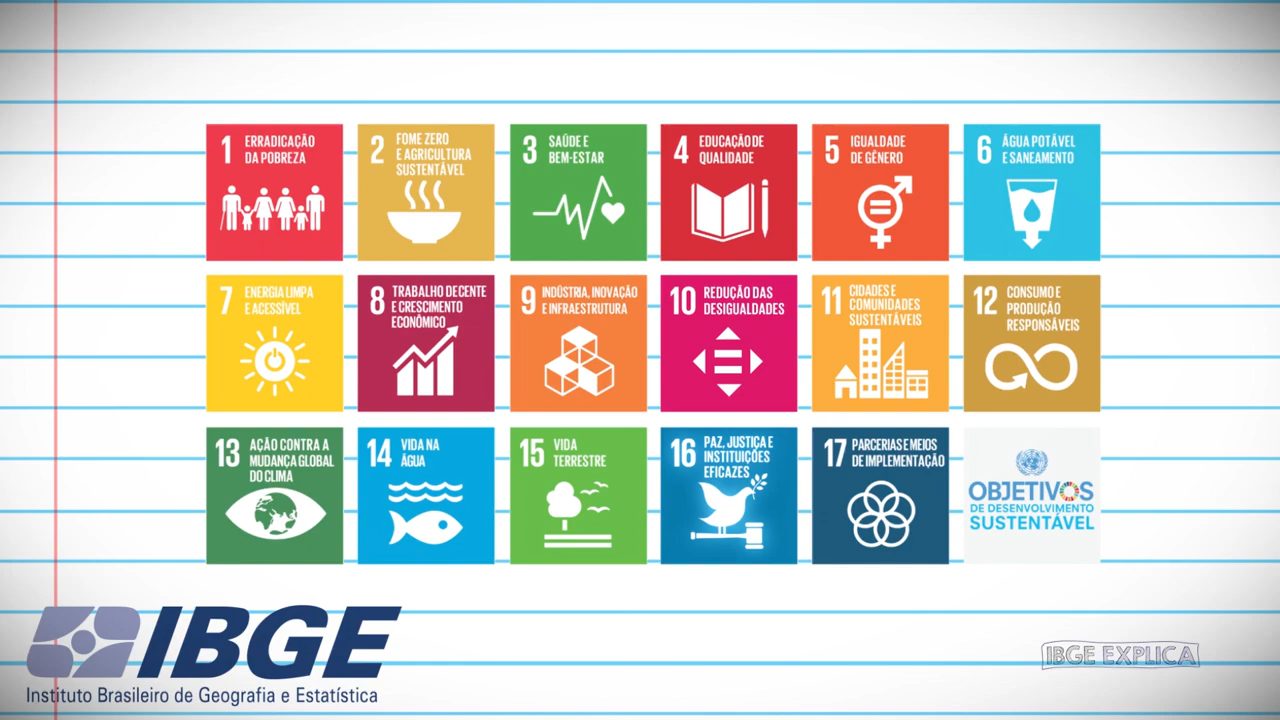 1 ERRADICAÇÃO
DA POBREZA
2 FOME ZERO
E AGRICULTURA
SUSTENTÁVEL
3 SAÚDE E
BEM-ESTAR
4 EDUCAÇÃO DE
QUALIDADE
5 IGUALDADE
DE GÊNERO
6 ÁGUA POTÁVEL
E SANEAMENTO
7 ENERGIA LIMPA
E ACESSÍVEL
8 TRABALHO DECENTE
E CRESCIMENTO
ECONÔMICO
9 INDÚSTRIA, INOVAÇÃO
E INFRAESTRUTURA
10 REDUÇÃO DAS
DESIGUALDADES
11 CIDADES E
COMUNIDADES
SUSTENTÁVEIS
12 CONSUMO E
PRODUÇÃO
RESPONSÁVEIS
13 AÇÃO CONTRA A
MUDANÇA GLOBAL
DO CLIMA
14 VIDA NA
ÁGUA
15 VIDA
TERRESTRE
16 PAZ, JUSTIÇA E
INSTITUIÇÕES
EFICAZES
17 PARCERIAS E MEIOS
DE IMPLEMENTAÇÃO
OBJETIVOS
DE DESENVOLVIMENTO
SUSTENTÁVEL
IBGE
Instituto Brasileiro de Geografia e Estatística
IBGE EXPLICA